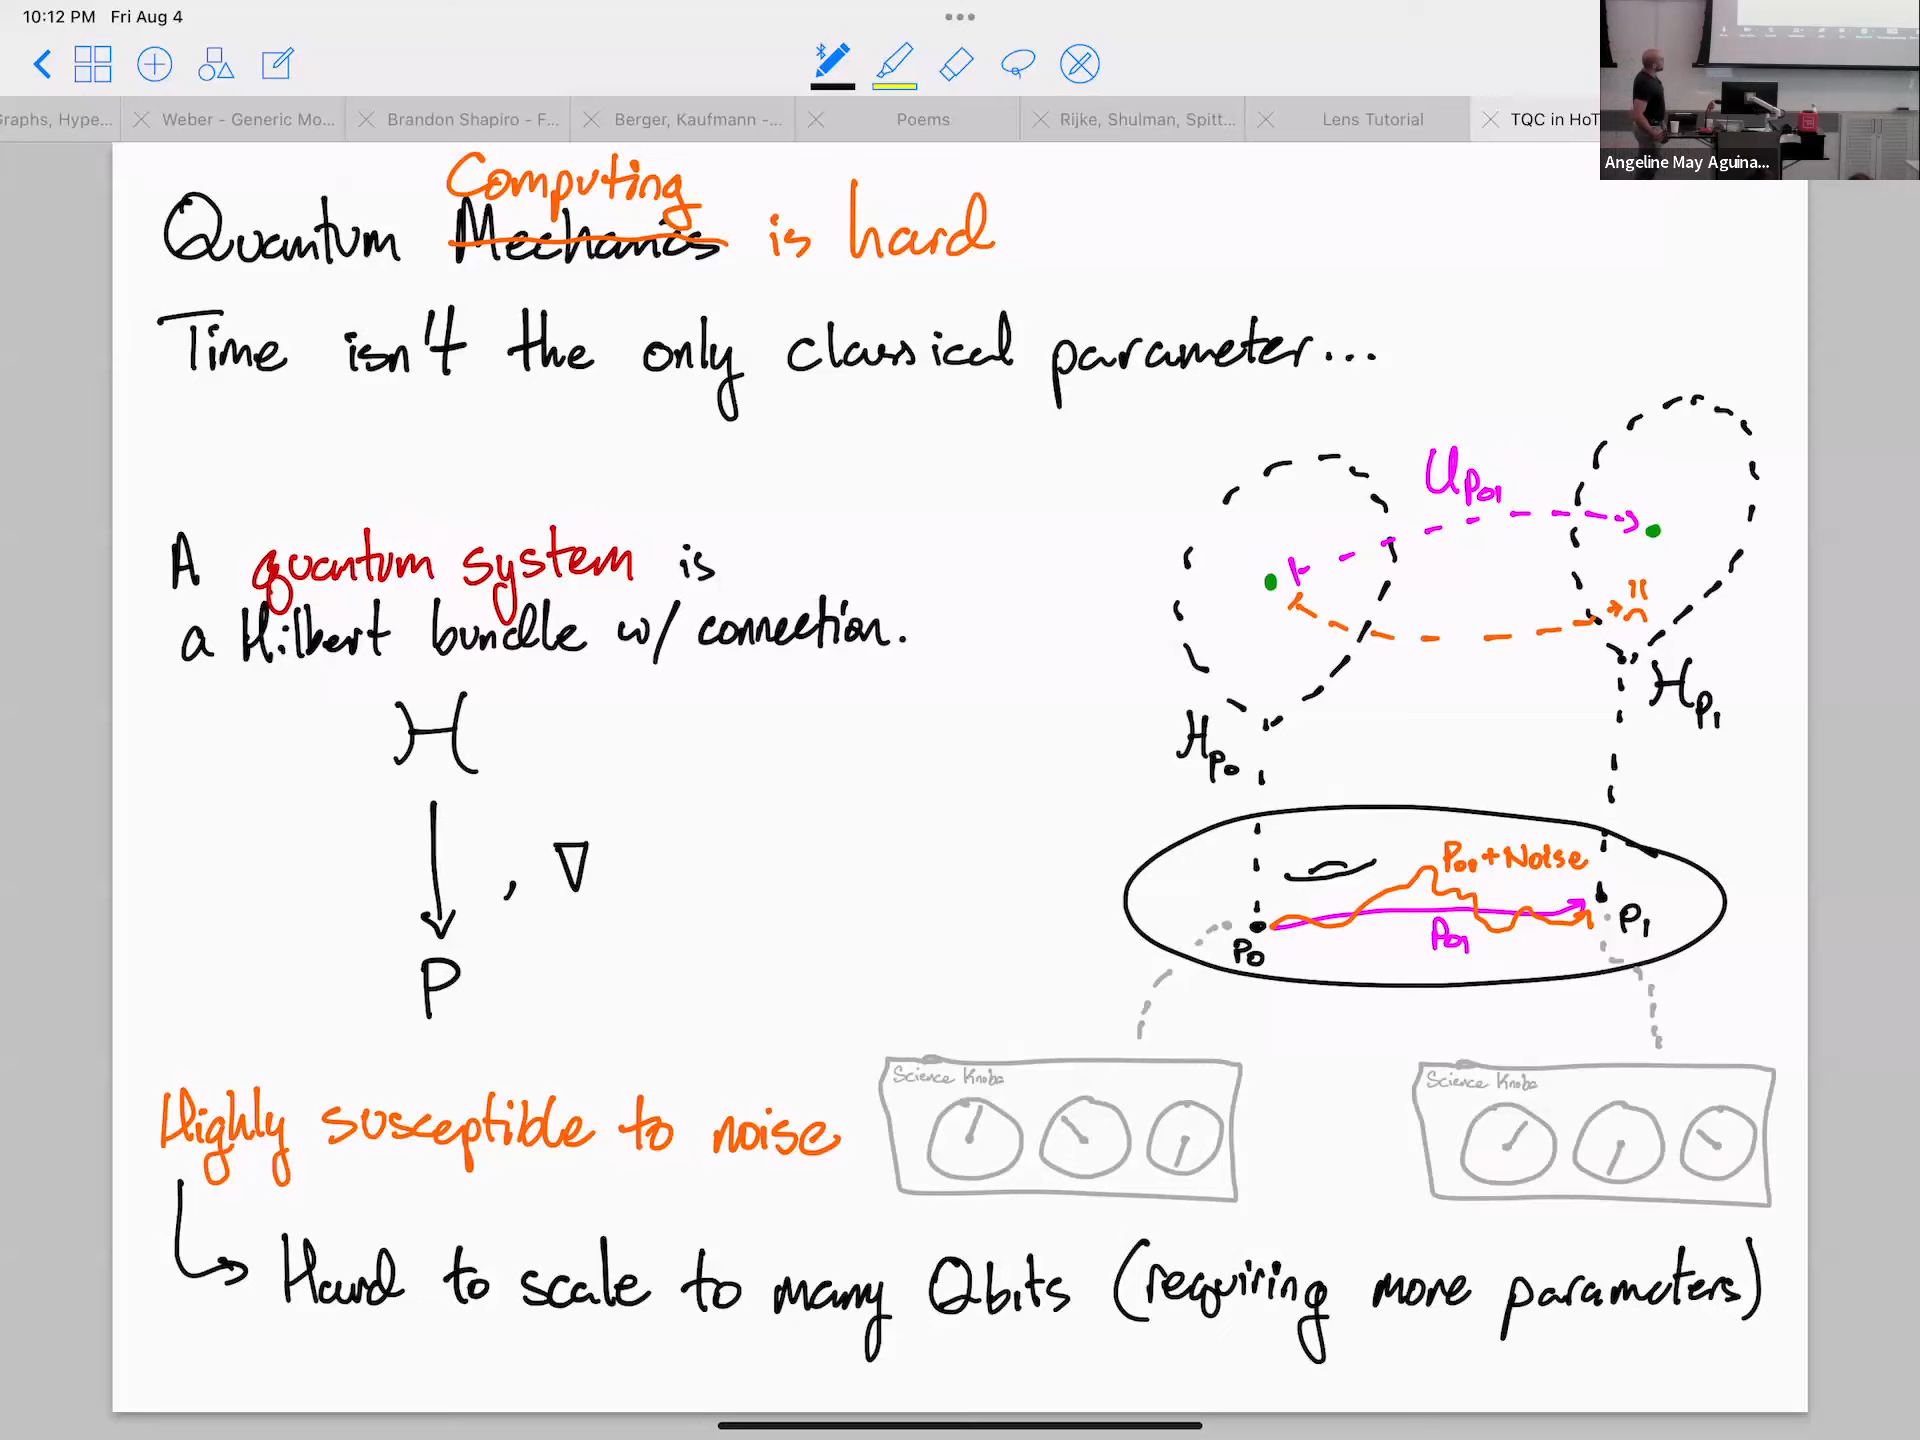 10:12 PM Fri Aug 4
Graphs, Hype...
Weber - Generic Mo...
Brandon Shapiro - F...
Berger, Kaufmann -...
Poems
Rijke, Shulman, Spitt...
Lens Tutorial
TQC in HoT
Angeline May Aguina...
Computing
Quantum Mechanics is hard
Time isn't the only classical parameter...
U P01
A quantum system is
a Hilbert bundle w/ connection.
H P1
H
H P0
, ∇
P01 + Noise
P1
P01
P0
P
Science Knobs
Science Knobs
Highly susceptible to noise
↳ Hard to scale to many Qbits (requiring more parameters)